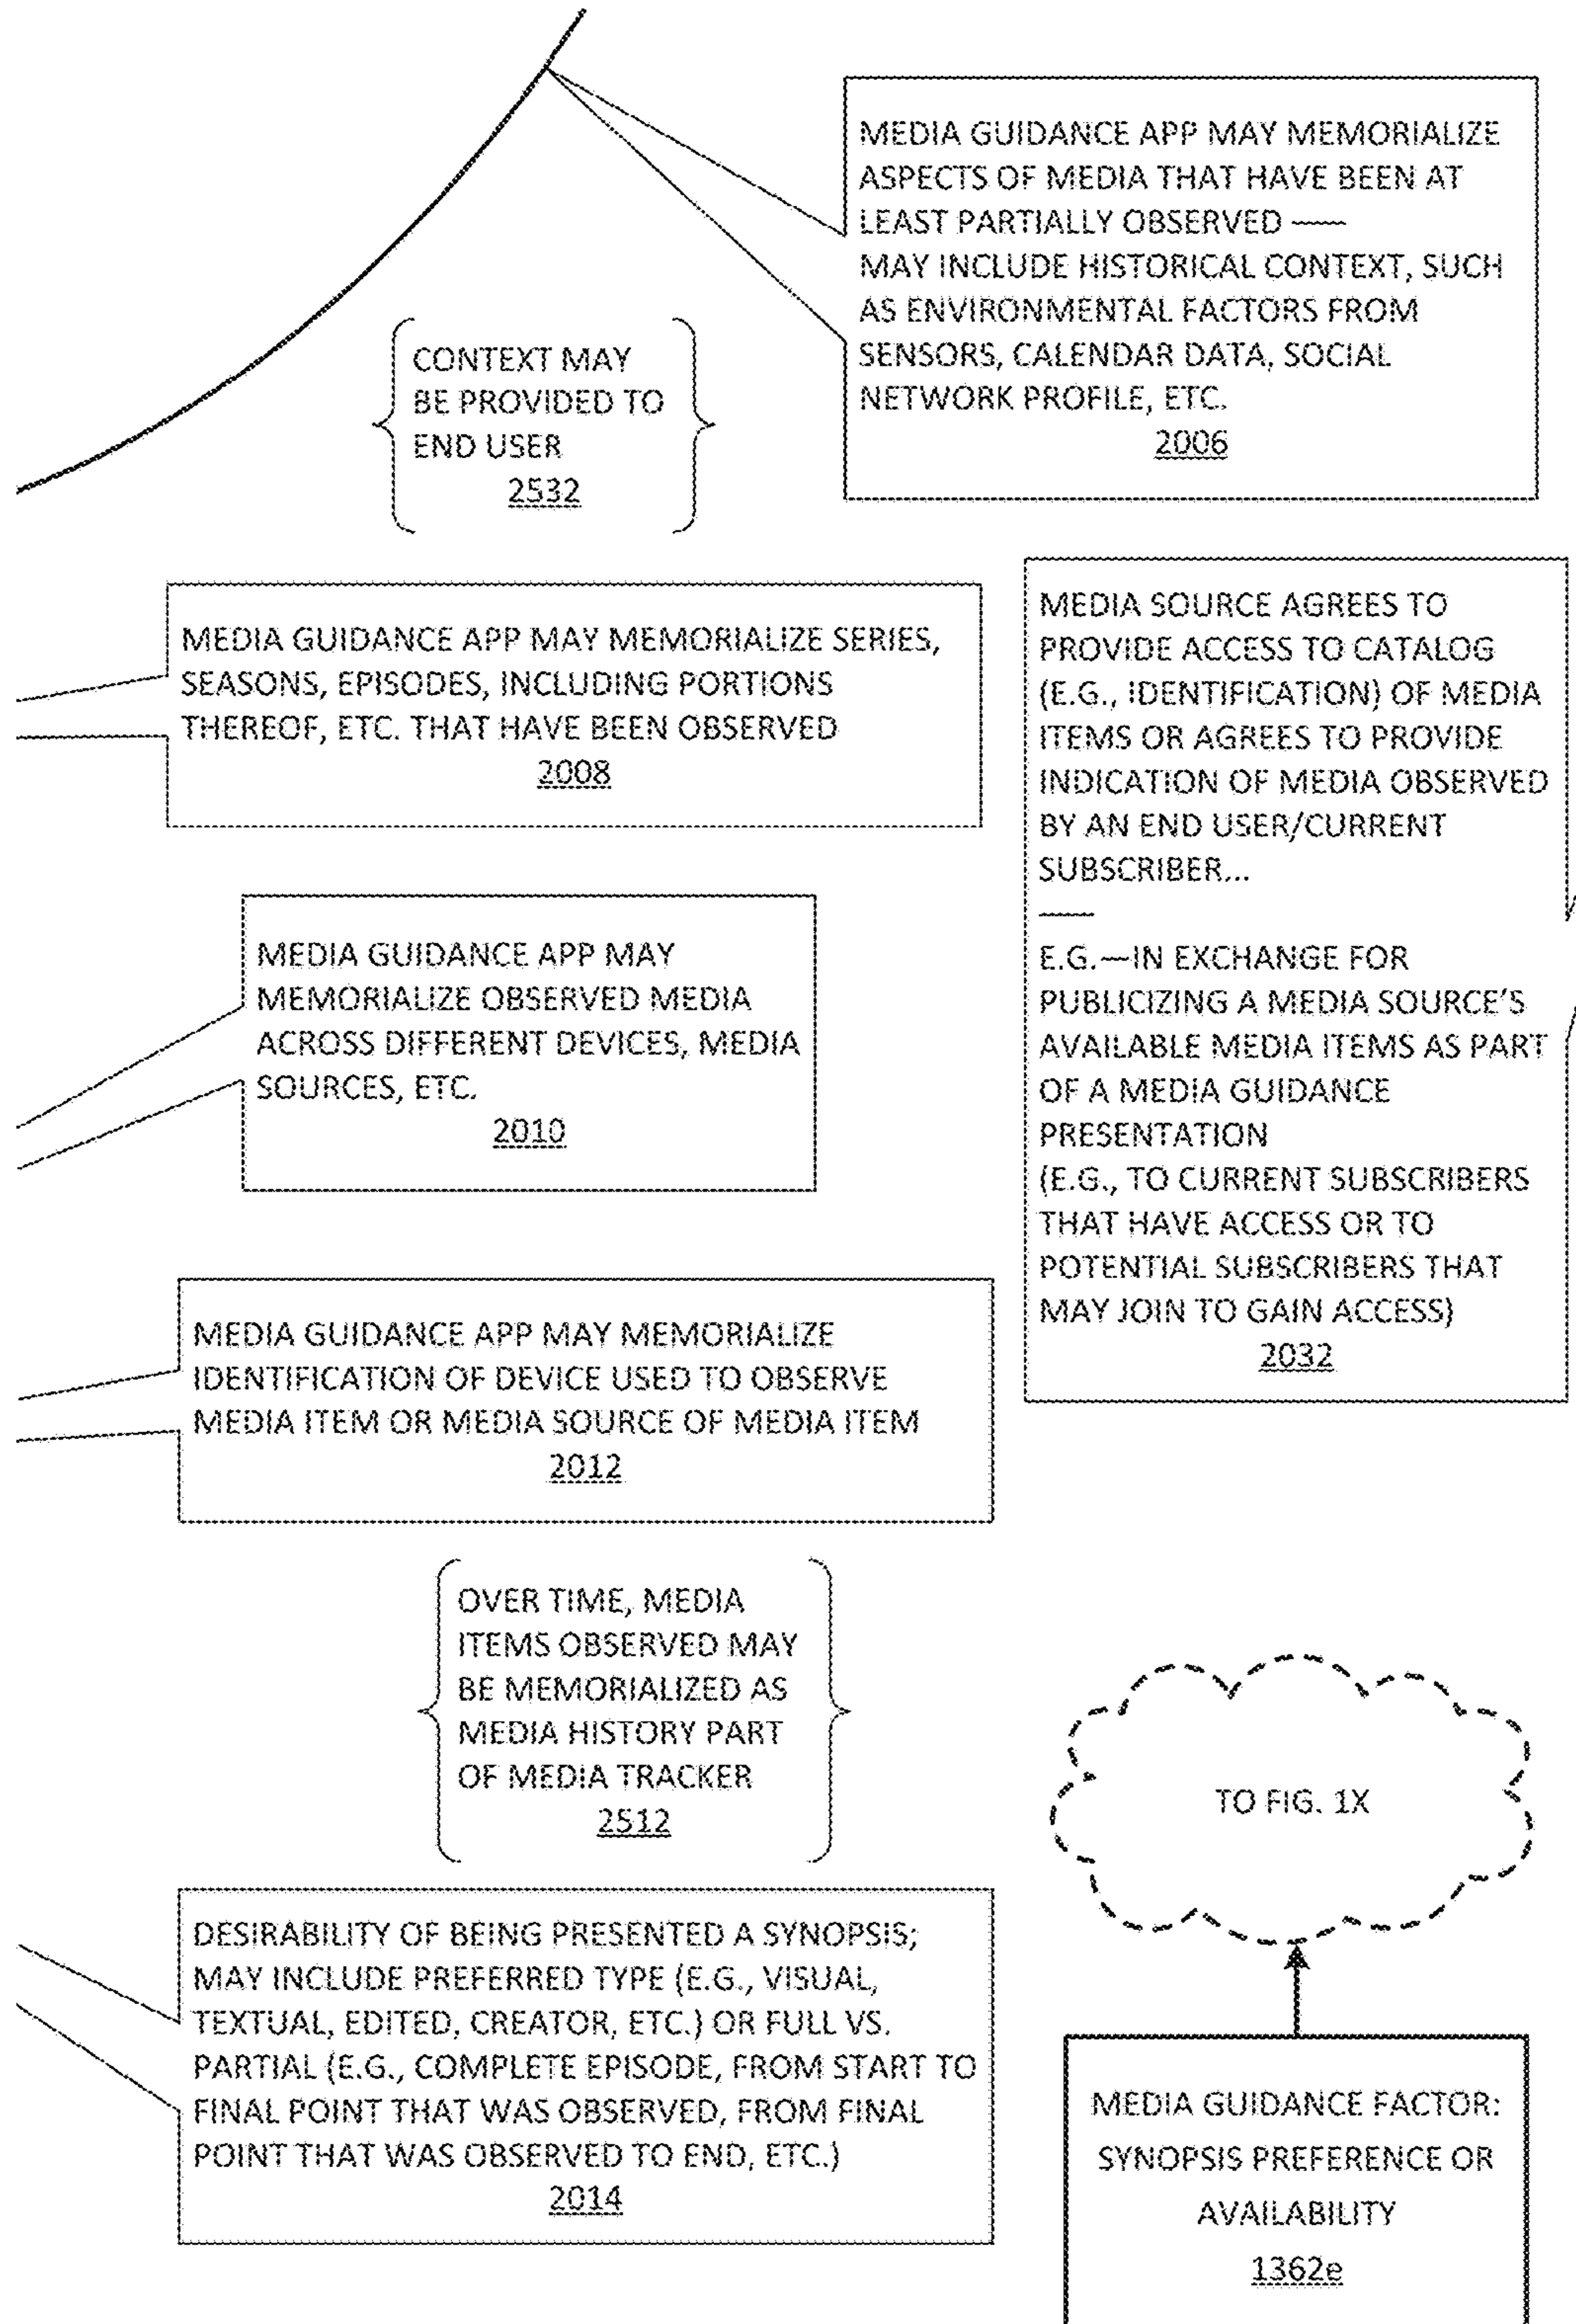 MEDIA GUIDANCE APP MAY MEMORIALIZE
ASPECTS OF MEDIA THAT HAVE BEEN AT
LEAST PARTIALLY OBSERVED ——
MAY INCLUDE HISTORICAL CONTEXT, SUCH
AS ENVIRONMENTAL FACTORS FROM
SENSORS, CALENDAR DATA, SOCIAL
NETWORK PROFILE, ETC.
2006
CONTEXT MAY
BE PROVIDED TO
END USER
2532
MEDIA GUIDANCE APP MAY MEMORIALIZE SERIES,
SEASONS, EPISODES, INCLUDING PORTIONS
THEREOF, ETC. THAT HAVE BEEN OBSERVED
2008
MEDIA SOURCE AGREES TO
PROVIDE ACCESS TO CATALOG
(E.G., IDENTIFICATION) OF MEDIA
ITEMS OR AGREES TO PROVIDE
INDICATION OF MEDIA OBSERVED
BY AN END USER/CURRENT
SUBSCRIBER...
——
E.G.—IN EXCHANGE FOR
PUBLICIZING A MEDIA SOURCE'S
AVAILABLE MEDIA ITEMS AS PART
OF A MEDIA GUIDANCE
PRESENTATION
(E.G., TO CURRENT SUBSCRIBERS
THAT HAVE ACCESS OR TO
POTENTIAL SUBSCRIBERS THAT
MAY JOIN TO GAIN ACCESS)
2032
MEDIA GUIDANCE APP MAY
MEMORIALIZE OBSERVED MEDIA
ACROSS DIFFERENT DEVICES, MEDIA
SOURCES, ETC.
2010
MEDIA GUIDANCE APP MAY MEMORIALIZE
IDENTIFICATION OF DEVICE USED TO OBSERVE
MEDIA ITEM OR MEDIA SOURCE OF MEDIA ITEM
2012
OVER TIME, MEDIA
ITEMS OBSERVED MAY
BE MEMORIALIZED AS
MEDIA HISTORY PART
OF MEDIA TRACKER
2512
TO FIG. 1X
DESIRABILITY OF BEING PRESENTED A SYNOPSIS;
MAY INCLUDE PREFERRED TYPE (E.G., VISUAL,
TEXTUAL, EDITED, CREATOR, ETC.) OR FULL VS.
PARTIAL (E.G., COMPLETE EPISODE, FROM START TO
FINAL POINT THAT WAS OBSERVED, FROM FINAL
POINT THAT WAS OBSERVED TO END, ETC.)
2014
MEDIA GUIDANCE FACTOR:
SYNOPSIS PREFERENCE OR
AVAILABILITY
1362e